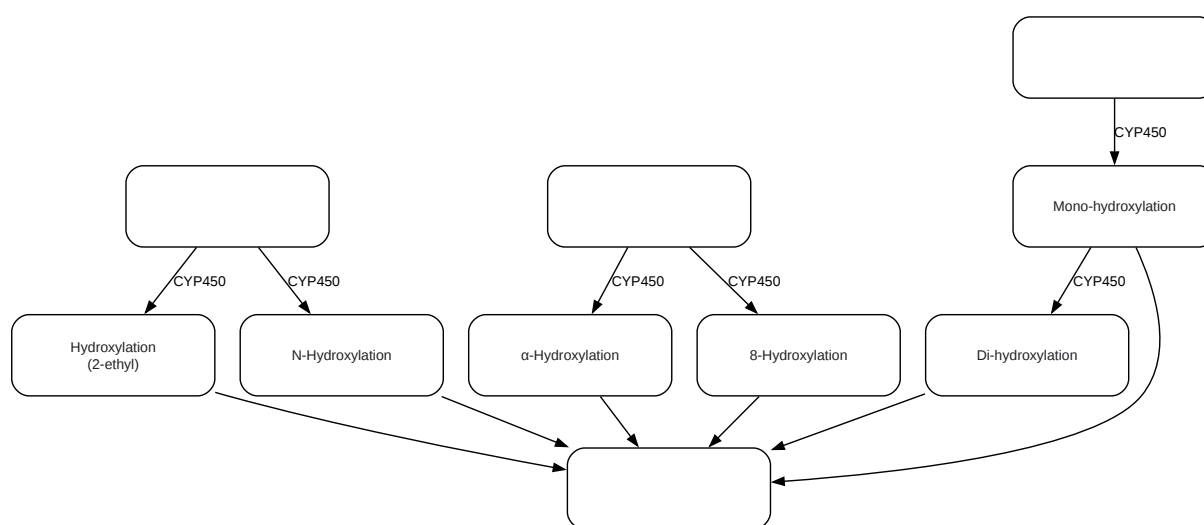 CYP450
Mono-hydroxylation
CYP450
CYP450
CYP450
CYP450
CYP450
Hydroxylation
(2-ethyl)
N-Hydroxylation
α-Hydroxylation
8-Hydroxylation
Di-hydroxylation